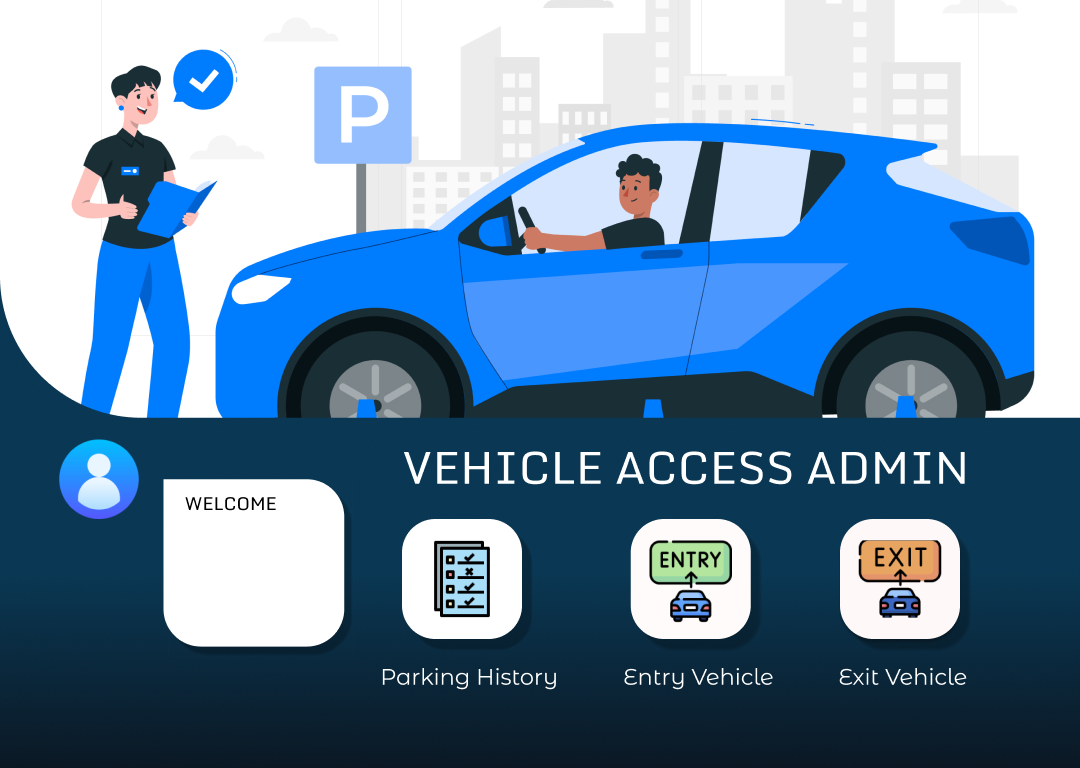 P
VEHICLE ACCESS ADMIN
WELCOME
ENTRY
EXIT
Parking History
Entry Vehicle
Exit Vehicle